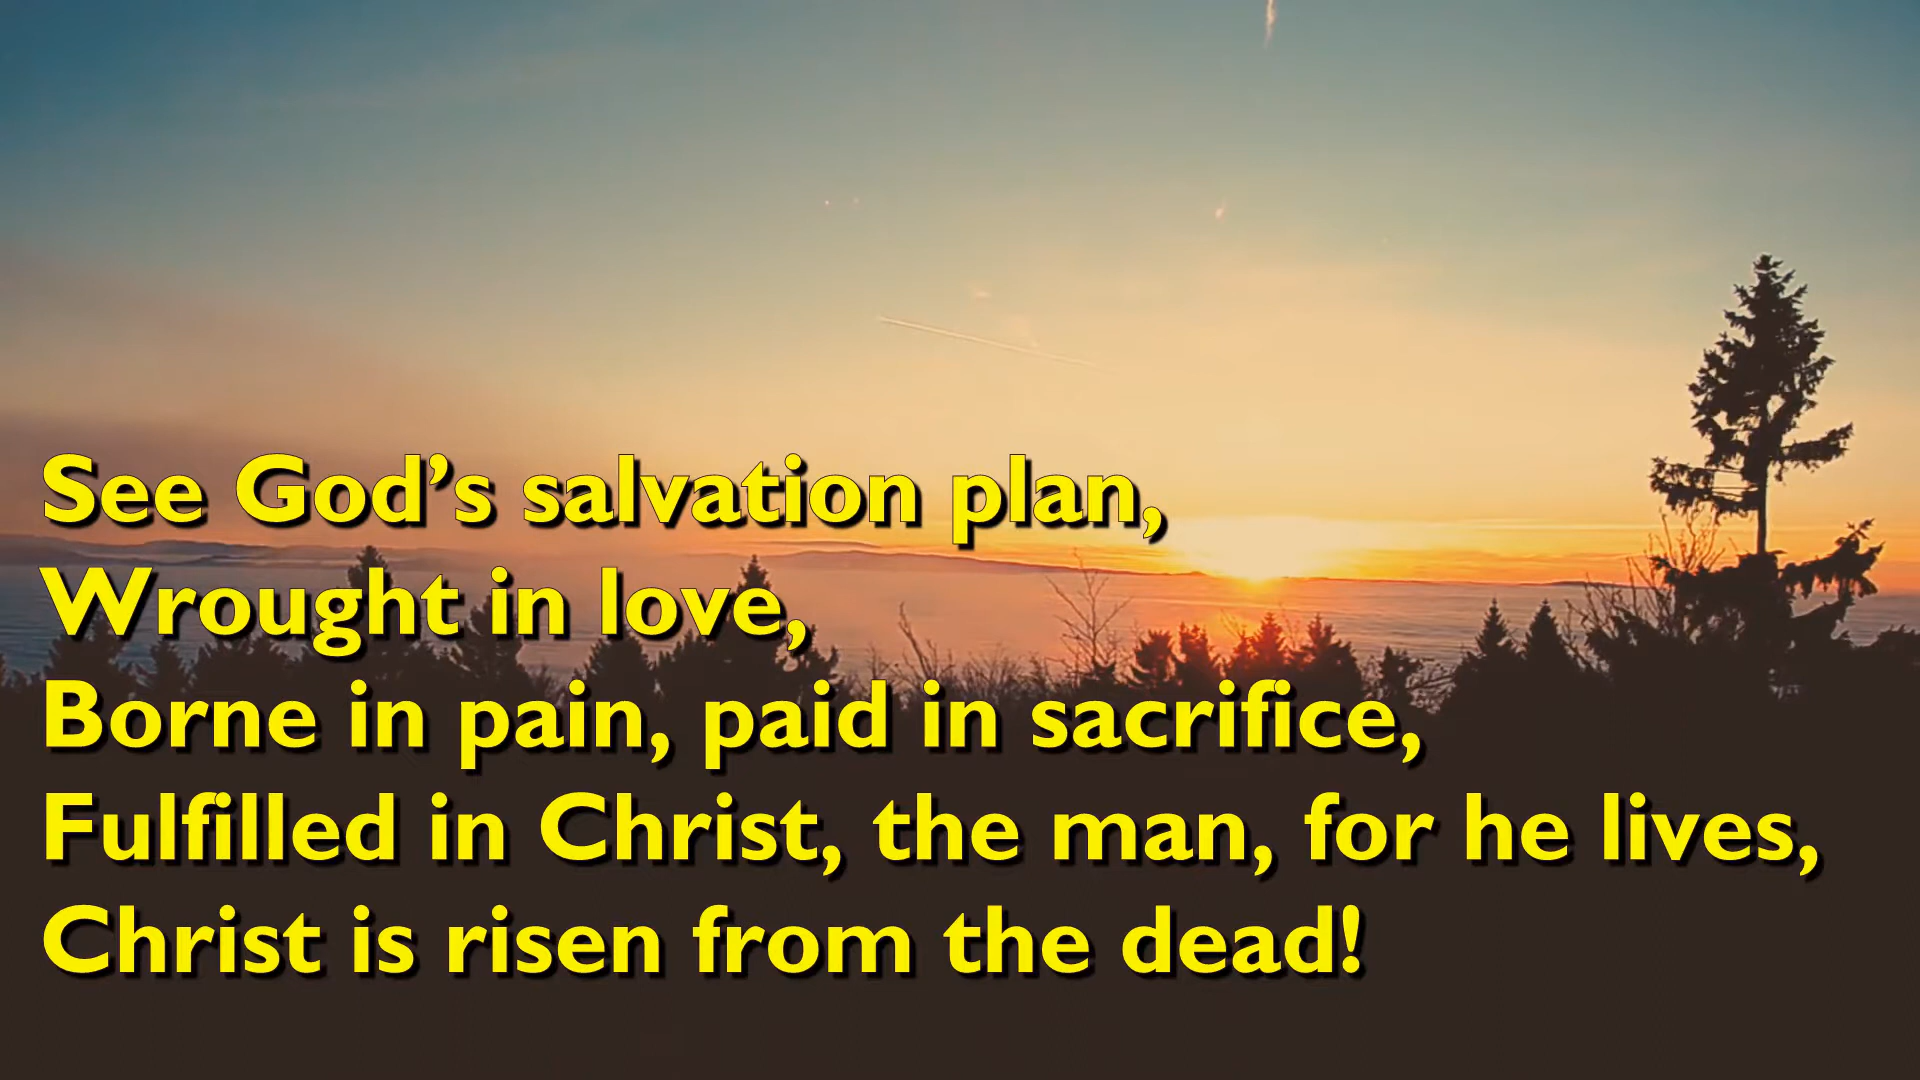 See God’s salvation plan,
Wrought in love,
Borne in pain, paid in sacrifice,
Fulfilled in Christ, the man, for he lives,
Christ is risen from the dead!